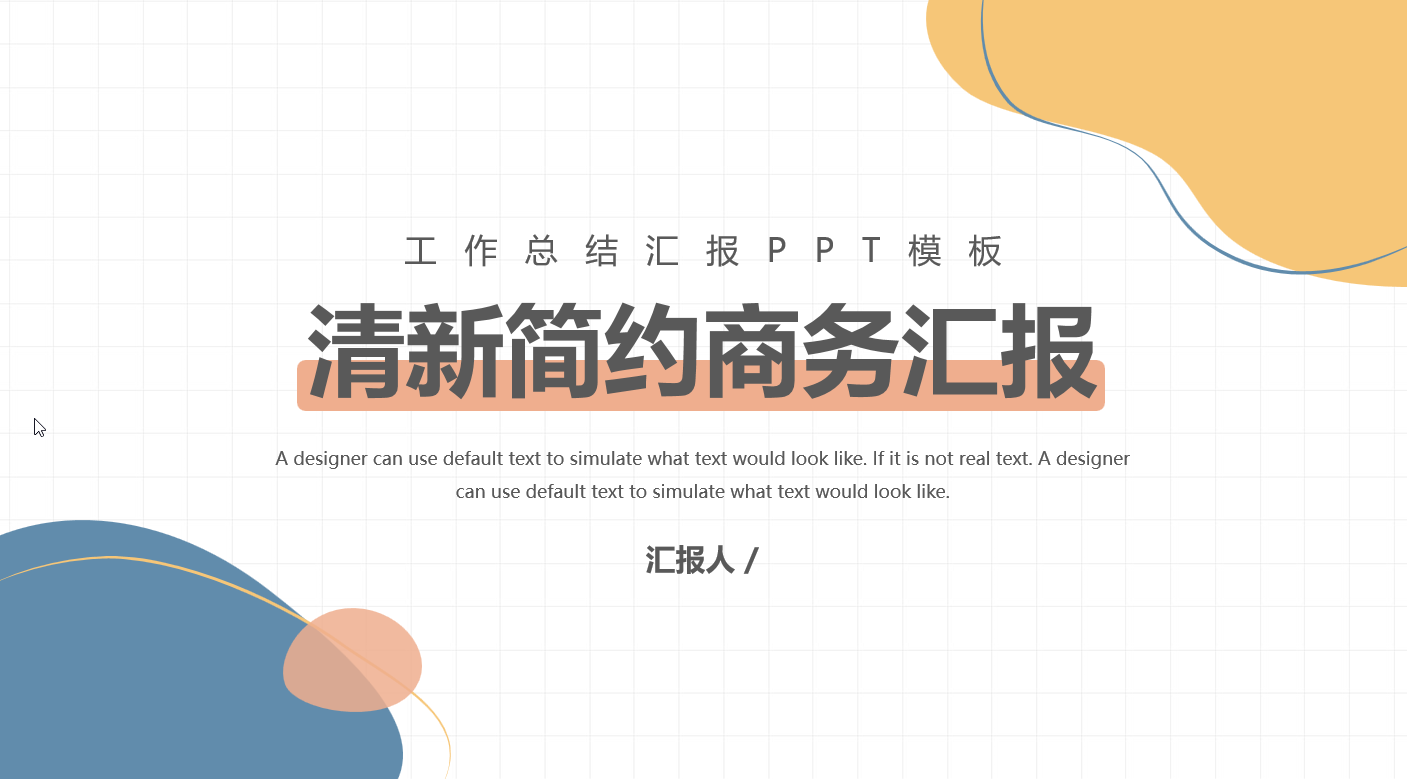 工作总结汇报PPT模板
清新简约商务汇报
A designer can use default text to simulate what text would look like. If it is not real text. A designer
can use default text to simulate what text would look like.
汇报人 /